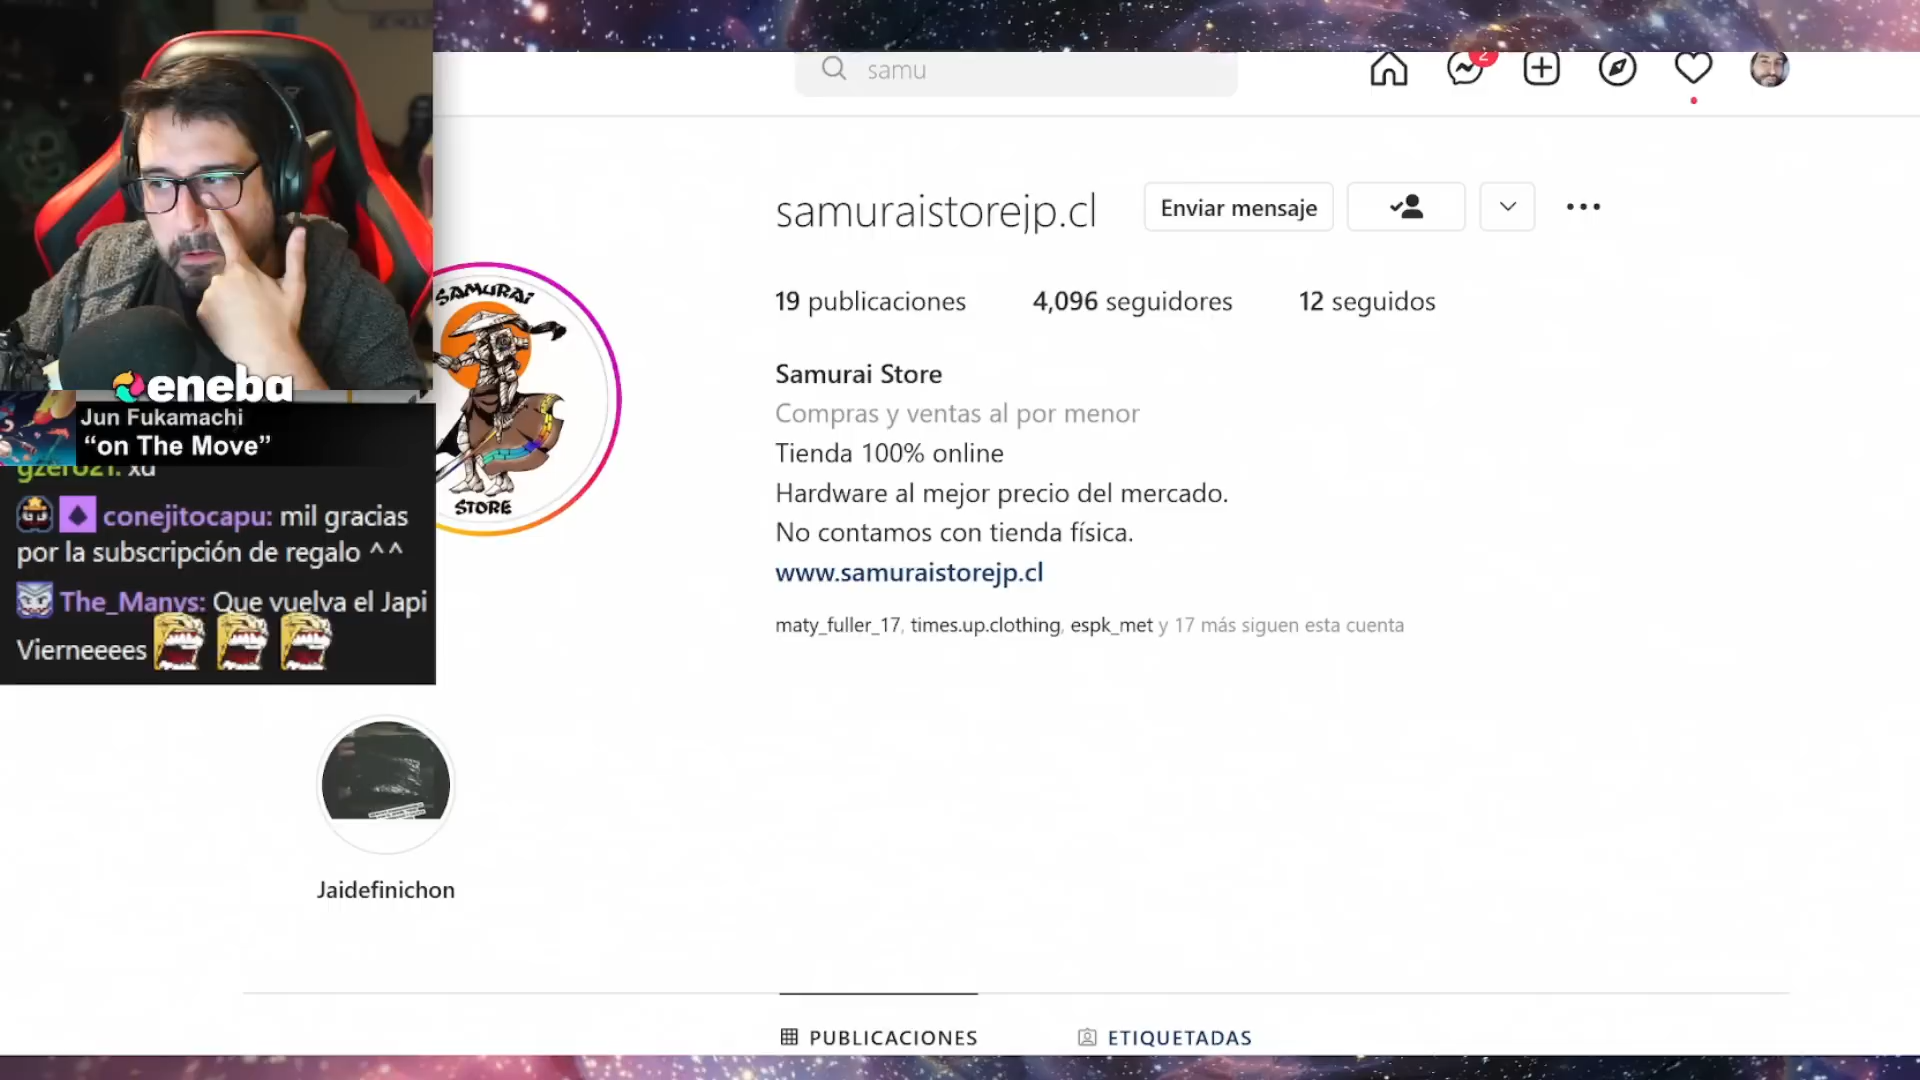 samu
2
samuraistorejp.cl
Enviar mensaje
19 publicaciones
4,096 seguidores
12 seguidos
Samurai Store
Compras y ventas al por menor
Tienda 100% online
Hardware al mejor precio del mercado.
No contamos con tienda física.
www.samuraistorejp.cl
maty_fuller_17, times.up.clothing, espk_met y 17 más siguen esta cuenta
SAMURAI
STORE
eneba
Jun Fukamachi
“on The Move”
gzero21: xd
conejitocapu: mil gracias
por la subscripción de regalo ^^
The_Manys: Que vuelva el Japi
Vierneeees
Jaidefinichon
PUBLICACIONES
ETIQUETADAS